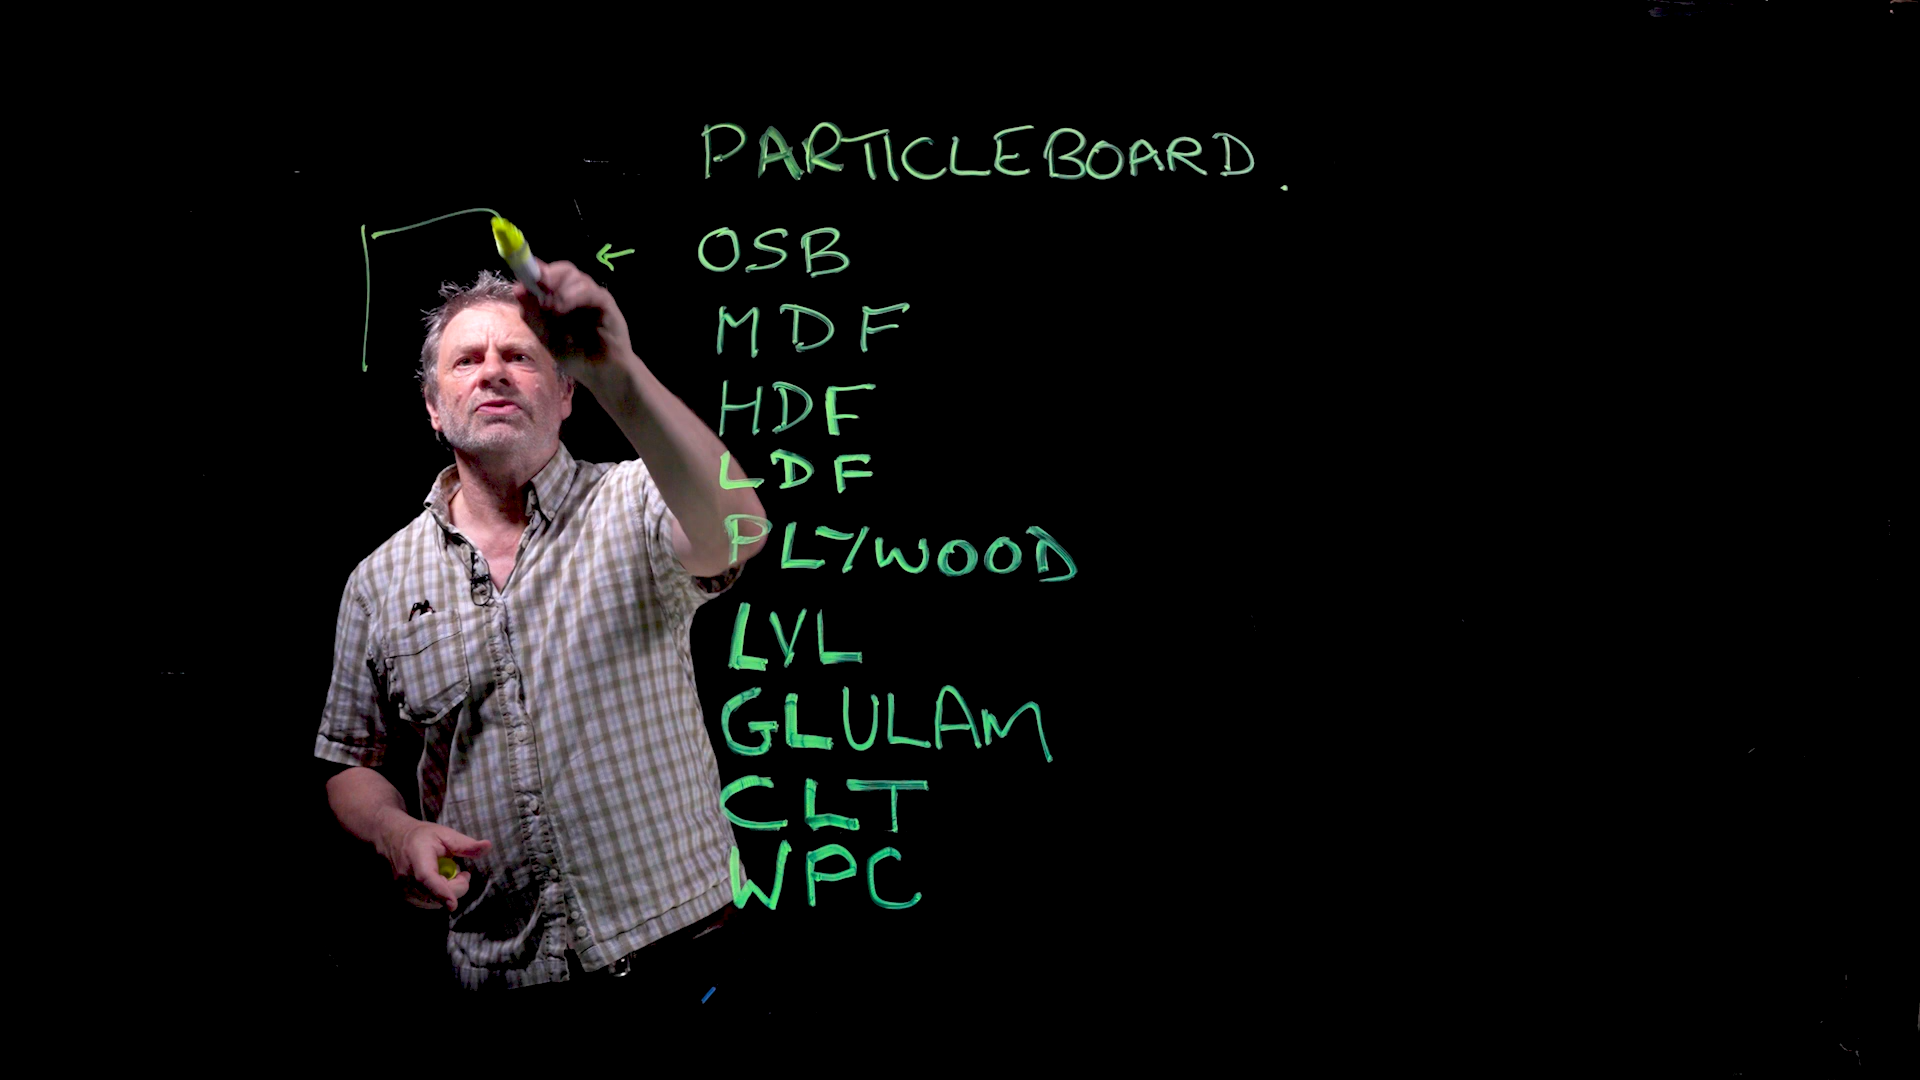 PARTICLEBOARD.
← OSB
MDF
HDF
LDF
PLYWOOD
LVL
GLULAM
CLT
WPC